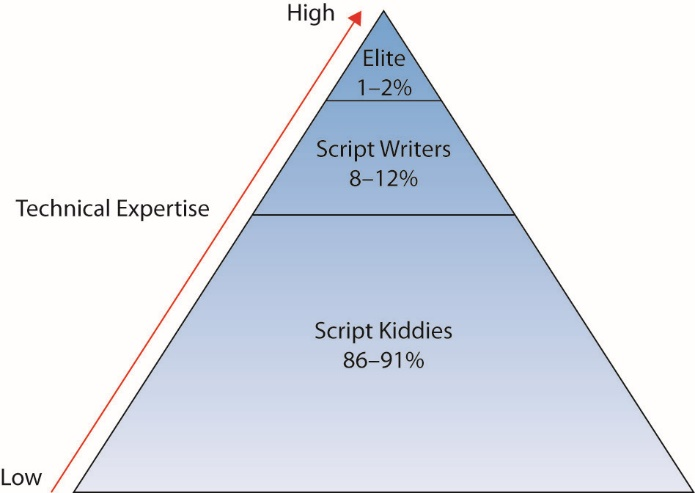 High
Elite
1–2%
Script Writers
8–12%
Technical Expertise
Script Kiddies
86–91%
Low